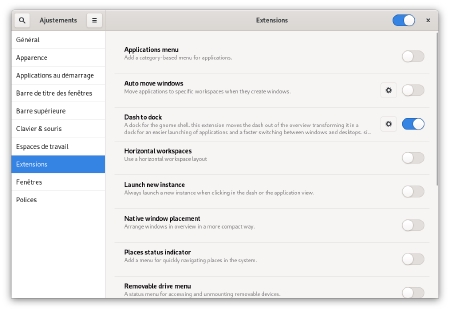 Ajustements
Extensions
Général
Apparence
Applications au démarrage
Barre de titre des fenêtres
Barre supérieure
Clavier & souris
Espaces de travail
Extensions
Fenêtres
Polices
Applications menu
Add a category-based menu for applications.
Auto move windows
Move applications to specific workspaces when they create windows.
Dash to dock
A dock for the gnome shell, this extension moves the dash out of the overview transforming it in a
dock for an easier launching of applications and a faster switching between windows and desktops. si...
Horizontal workspaces
Use a horizontal workspace layout
Launch new instance
Always launch a new instance when clicking in the dash or the application view.
Native window placement
Arrange windows in overview in a more compact way.
Places status indicator
Add a menu for quickly navigating places in the system.
Removable drive menu
A status menu for accessing and unmounting removable devices.